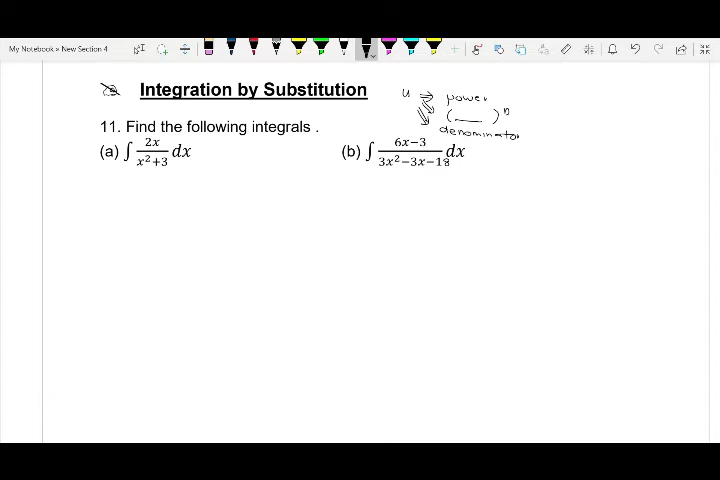 My Notebook » New Section 4
Integration by Substitution
u ⇒ power
( __ )ⁿ
denominator
11. Find the following integrals .
(a) ∫ 2x/(x²+3) dx (b) ∫ (6x−3)/(3x²−3x−18) dx